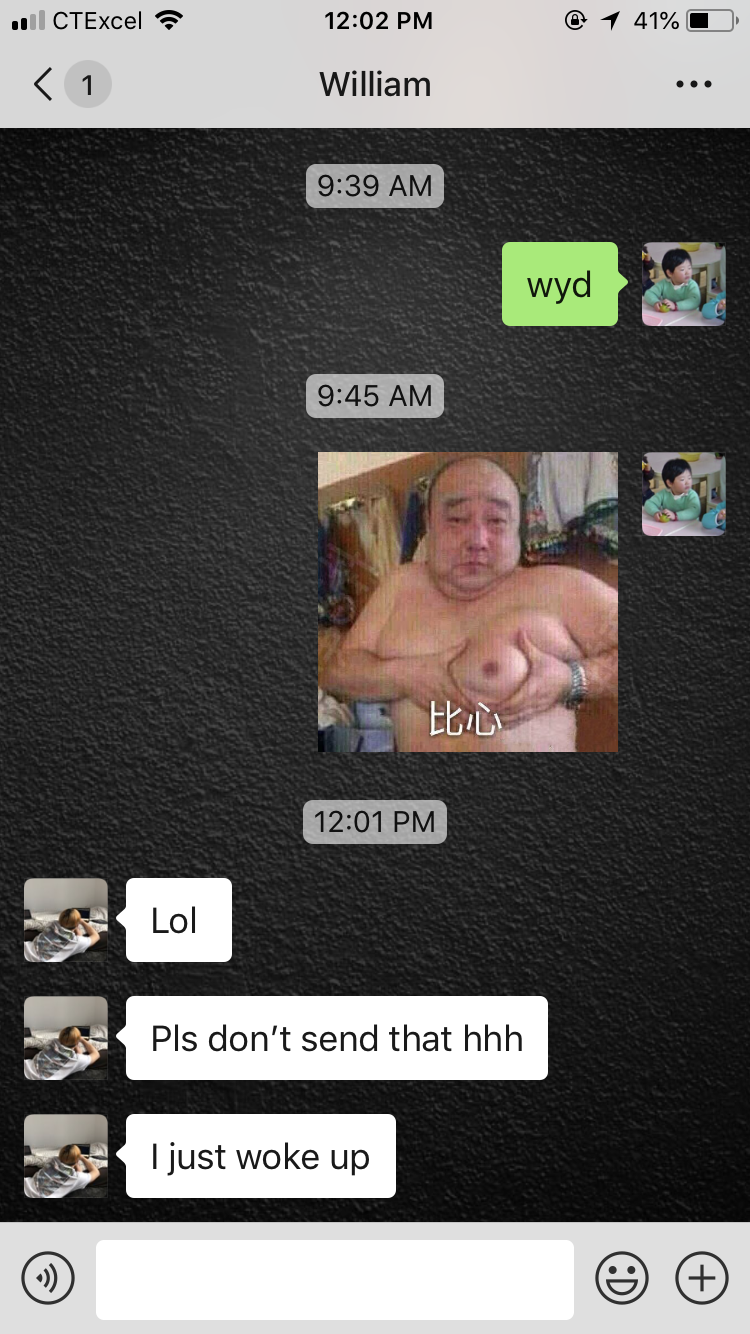 CTExcel 12:02 PM 41%
1 William
9:39 AM
wyd
9:45 AM
比心
12:01 PM
Lol
Pls don’t send that hhh
I just woke up